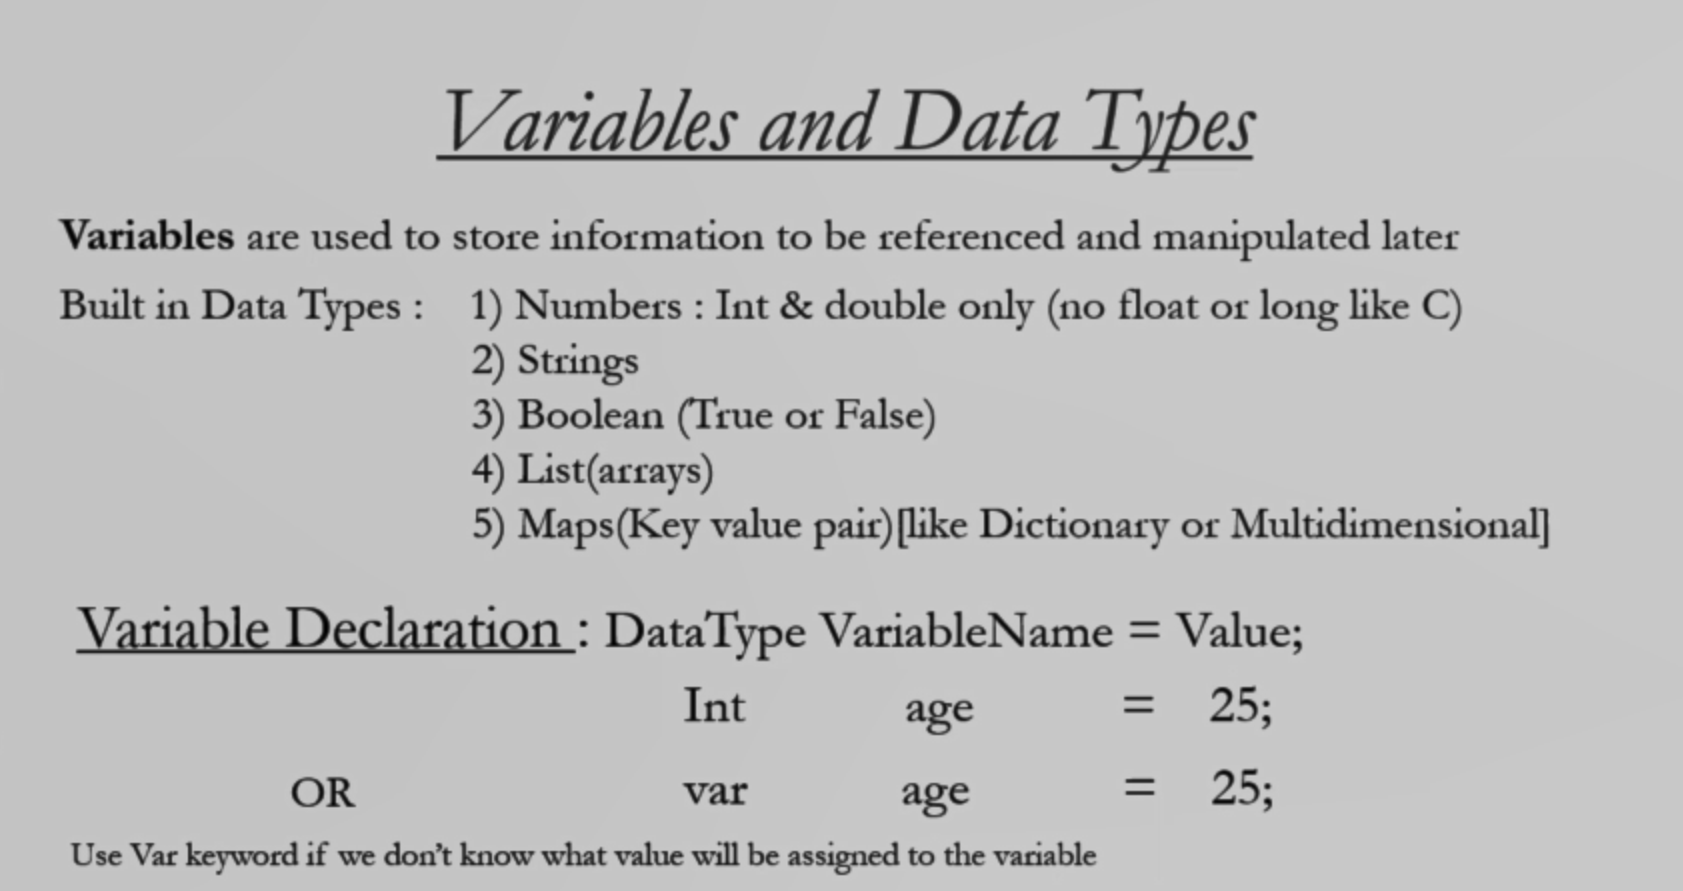 Variables and Data Types
Variables are used to store information to be referenced and manipulated later
Built in Data Types : 1) Numbers : Int & double only (no float or long like C)
2) Strings
3) Boolean (True or False)
4) List(arrays)
5) Maps(Key value pair)[like Dictionary or Multidimensional]
Variable Declaration : DataType VariableName = Value;
Int age = 25;
OR var age = 25;
Use Var keyword if we don't know what value will be assigned to the variable